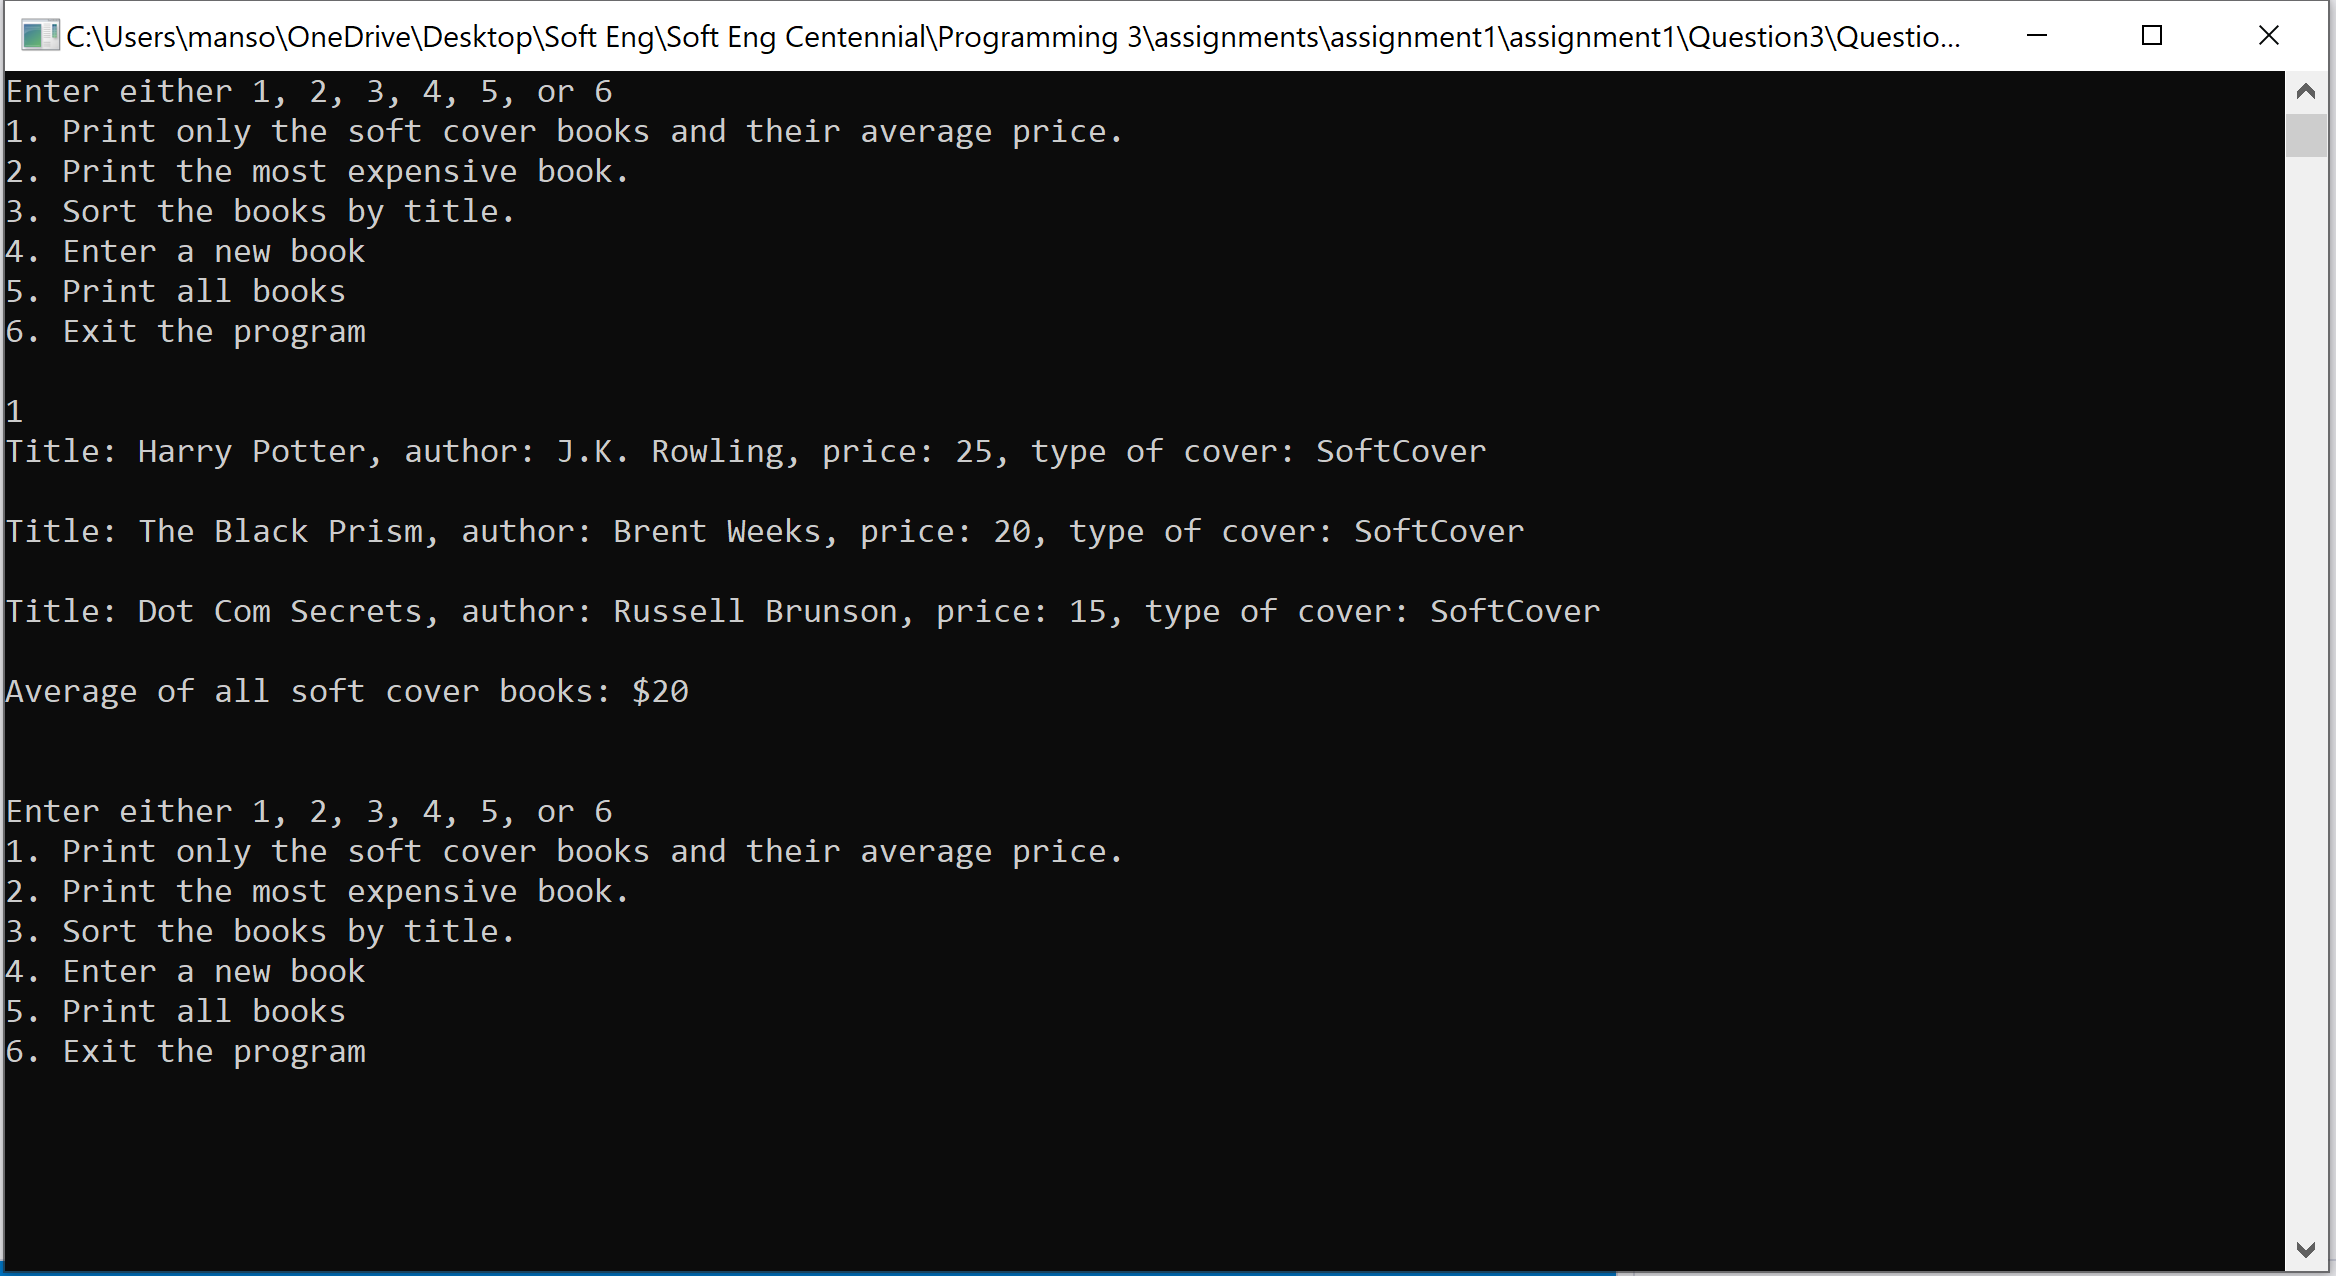 C:\Users\manso\OneDrive\Desktop\Soft Eng\Soft Eng Centennial\Programming 3\assignments\assignment1\assignment1\Question3\Questio...
Enter either 1, 2, 3, 4, 5, or 6
1. Print only the soft cover books and their average price.
2. Print the most expensive book.
3. Sort the books by title.
4. Enter a new book
5. Print all books
6. Exit the program
1
Title: Harry Potter, author: J.K. Rowling, price: 25, type of cover: SoftCover
Title: The Black Prism, author: Brent Weeks, price: 20, type of cover: SoftCover
Title: Dot Com Secrets, author: Russell Brunson, price: 15, type of cover: SoftCover
Average of all soft cover books: $20
Enter either 1, 2, 3, 4, 5, or 6
1. Print only the soft cover books and their average price.
2. Print the most expensive book.
3. Sort the books by title.
4. Enter a new book
5. Print all books
6. Exit the program